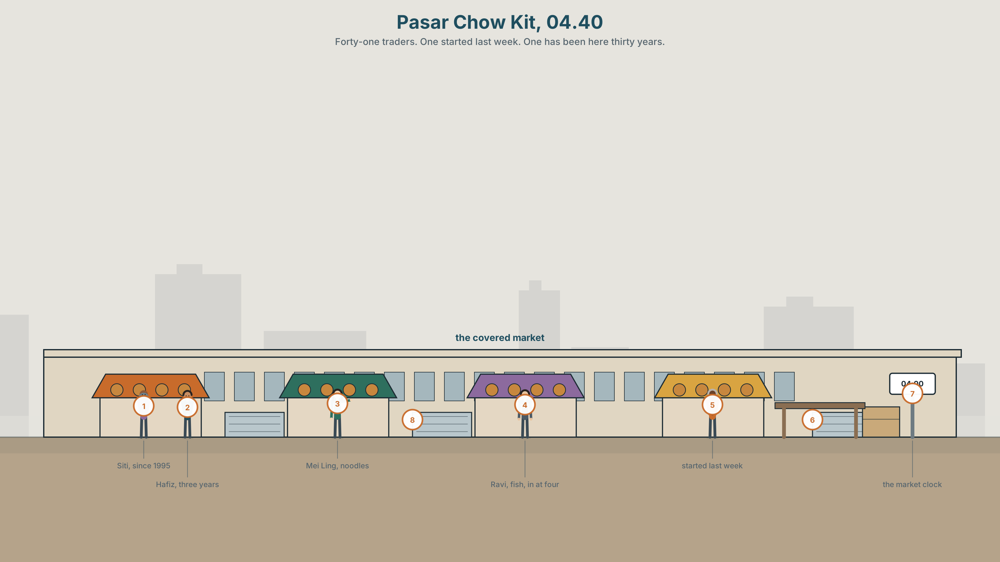 Pasar Chow Kit, 04.40
Forty-one traders. One started last week. One has been here thirty years.
the covered market
1
2
3
4
5
6
7
8
Siti, since 1995
Mei Ling, noodles
started last week
Hafiz, three years
Ravi, fish, in at four
the market clock